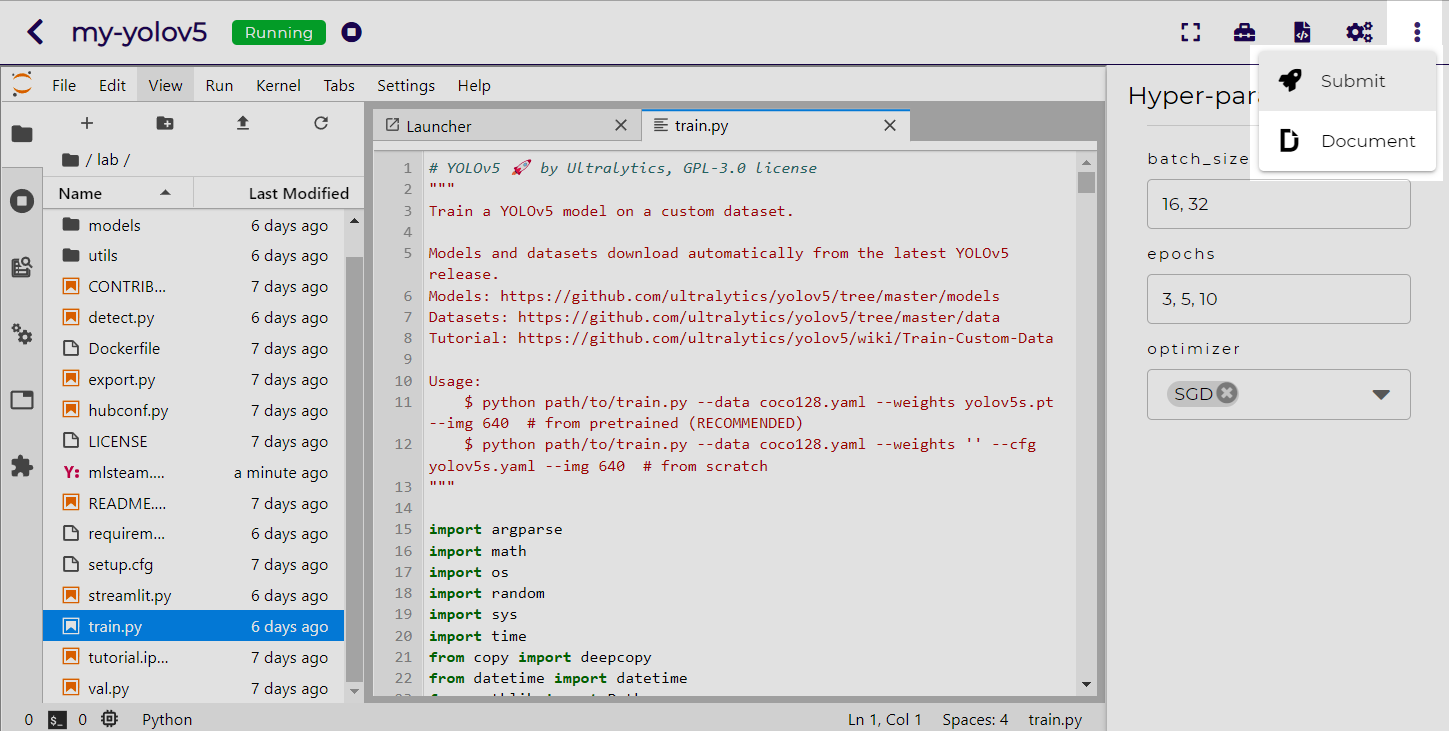 my-yolov5 Running
File Edit View Run Kernel Tabs Settings Help
Submit
Document
/ lab /
Name Last Modified
models 6 days ago
utils 6 days ago
CONTRIB... 7 days ago
detect.py 6 days ago
Dockerfile 7 days ago
export.py 7 days ago
hubconf.py 7 days ago
LICENSE 7 days ago
Y: mlsteam.... a minute ago
README.... 7 days ago
requirem... 6 days ago
setup.cfg 7 days ago
streamlit.py 6 days ago
train.py 6 days ago
tutorial.ip... 7 days ago
val.py 7 days ago
Launcher train.py
1 # YOLOv5 🚀 by Ultralytics, GPL-3.0 license
2 """
3 Train a YOLOv5 model on a custom dataset.
4
5 Models and datasets download automatically from the latest YOLOv5
release.
6 Models: https://github.com/ultralytics/yolov5/tree/master/models
7 Datasets: https://github.com/ultralytics/yolov5/tree/master/data
8 Tutorial: https://github.com/ultralytics/yolov5/wiki/Train-Custom-Data
9
10 Usage:
11 $ python path/to/train.py --data coco128.yaml --weights yolov5s.pt
--img 640  # from pretrained (RECOMMENDED)
12 $ python path/to/train.py --data coco128.yaml --weights '' --cfg
yolov5s.yaml --img 640  # from scratch
13 """
14
15 import argparse
16 import math
17 import os
18 import random
19 import sys
20 import time
21 from copy import deepcopy
22 from datetime import datetime
Hyper-par
batch_size
16, 32
epochs
3, 5, 10
optimizer
SGD
0 $_ 0 Python Ln 1, Col 1 Spaces: 4 train.py